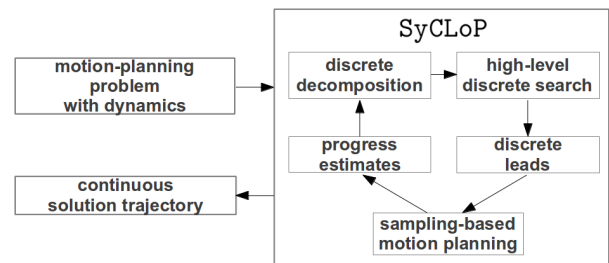 SyCLoP
motion-planning
problem
with dynamics
discrete
decomposition
high-level
discrete search
progress
estimates
discrete
leads
continuous
solution trajectory
sampling-based
motion planning